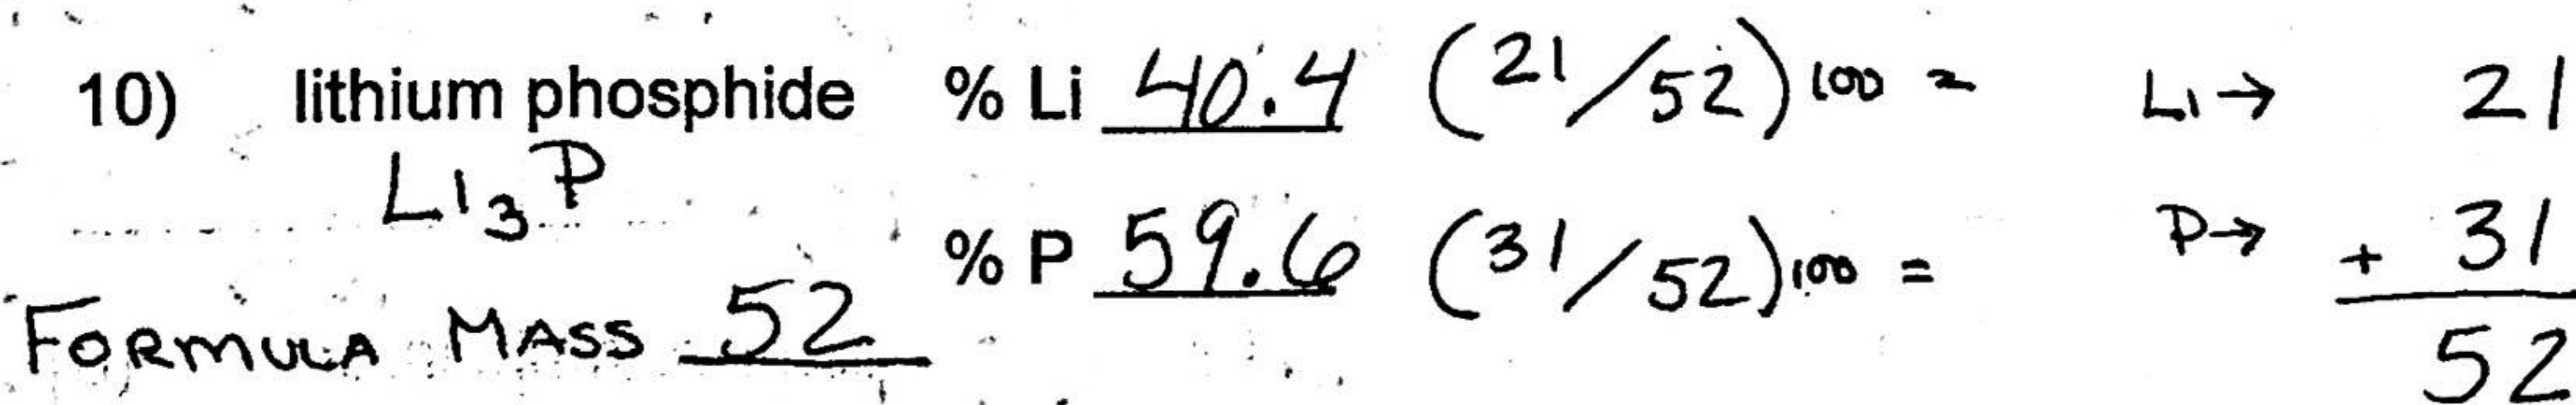 10) lithium phosphide % Li 40.4 (21/52)100 = Li → 21
Li₃P
% P 59.6 (31/52)100 = P → + 31
FORMULA MASS 52 52